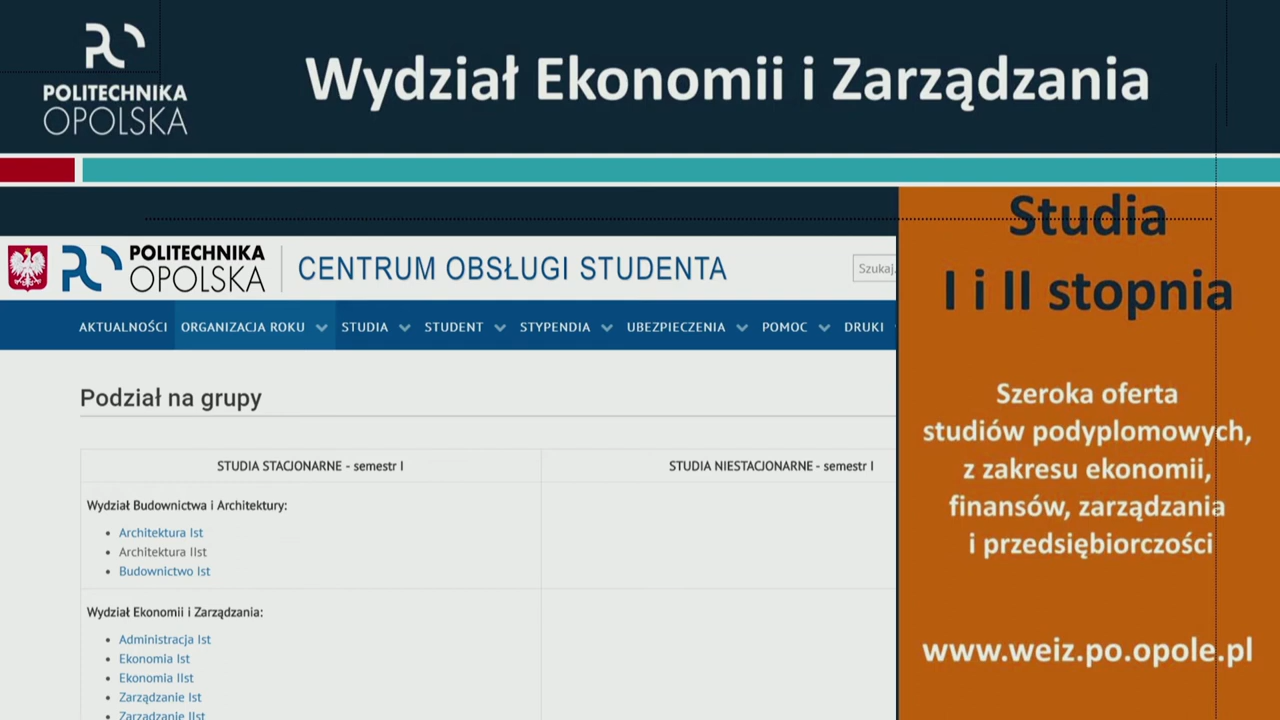 POLITECHNIKA
OPOLSKA
Wydział Ekonomii i Zarządzania
POLITECHNIKA
OPOLSKA
CENTRUM OBSŁUGI STUDENTA
Szukaj.
AKTUALNOŚCI ORGANIZACJA ROKU STUDIA STUDENT STYPENDIA UBEZPIECZENIA POMOC DRUKI
Podział na grupy
STUDIA STACJONARNE - semestr I
STUDIA NIESTACJONARNE - semestr I
Wydział Budownictwa i Architektury:
Architektura Ist
Architektura IIst
Budownictwo Ist
Wydział Ekonomii i Zarządzania:
Administracja Ist
Ekonomia Ist
Ekonomia IIst
Zarządzanie Ist
Zarządzanie IIst
Studia
I i II stopnia
Szeroka oferta
studiów podyplomowych,
z zakresu ekonomii,
finansów, zarządzania
i przedsiębiorczości
www.weiz.po.opole.pl